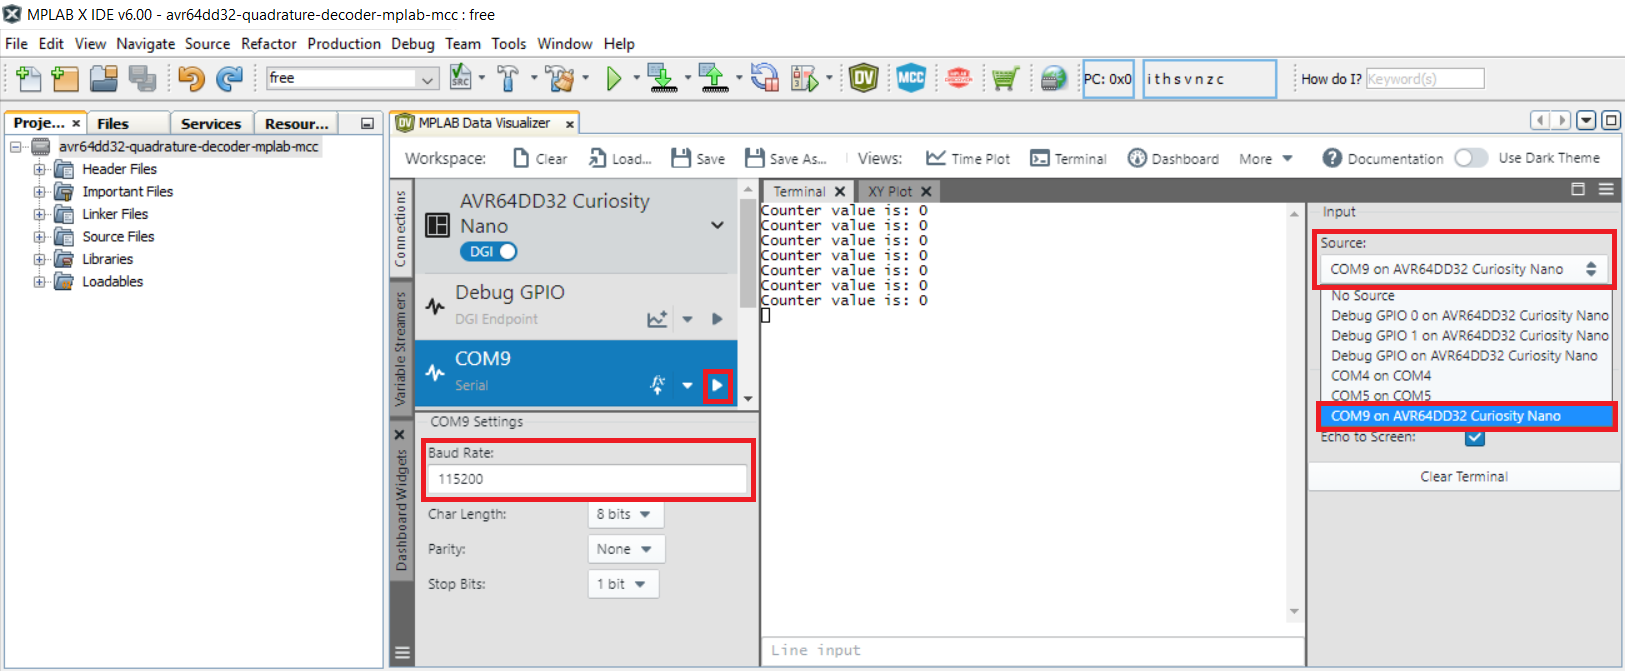 MPLAB X IDE v6.00 - avr64dd32-quadrature-decoder-mplab-mcc : free
File Edit View Navigate Source Refactor Production Debug Team Tools Window Help
free
SRC
DV
MCC
PC: 0x0
i t h s v n z c
How do I? Keyword(s)
Proje... × Files Services Resour...
avr64dd32-quadrature-decoder-mplab-mcc
Header Files
Important Files
Linker Files
Source Files
Libraries
Loadables
DV MPLAB Data Visualizer ×
Workspace: Clear Load... Save Save As... Views: Time Plot Terminal Dashboard More Documentation Use Dark Theme
Connections
Variable Streamers
Dashboard Widgets
AVR64DD32 Curiosity
Nano
DGI
Debug GPIO
DGI Endpoint
COM9
Serial
COM9 Settings
Baud Rate:
115200
Char Length: 8 bits
Parity: None
Stop Bits: 1 bit
Terminal XY Plot
Counter value is: 0
Counter value is: 0
Counter value is: 0
Counter value is: 0
Counter value is: 0
Counter value is: 0
Counter value is: 0
Line input
Input
Source:
COM9 on AVR64DD32 Curiosity Nano
No Source
Debug GPIO 0 on AVR64DD32 Curiosity Nano
Debug GPIO 1 on AVR64DD32 Curiosity Nano
Debug GPIO on AVR64DD32 Curiosity Nano
COM4 on COM4
COM5 on COM5
COM9 on AVR64DD32 Curiosity Nano
Echo to Screen:
Clear Terminal